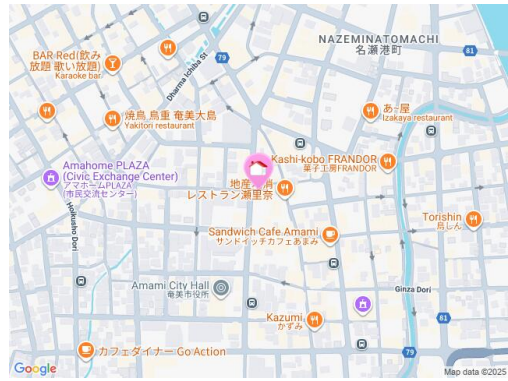 NAZEMINATOMACHI
名瀬港町
BAR Red(飲み
放題 歌い放題)
Karaoke bar
79
81
Dharma Ichiba St
焼鳥 鳥重 奄美大島
Yakitori restaurant
あ-屋
Izakaya restaurant
Amahome PLAZA
(Civic Exchange Center)
アマホームPLAZA
(市民交流センター)
Kashi-kobo FRANDOR
菓子工房FRANDOR
レストラン瀬里奈
Hoikusho Dori
Sandwich Cafe Amami
サンドイッチカフェあまみ
Torishin
鳥しん
Amami City Hall
奄美市役所
Ginza Dori
Kazumi
かずみ
81
カフェダイナー Go Action
79
Google
Map data ©2025